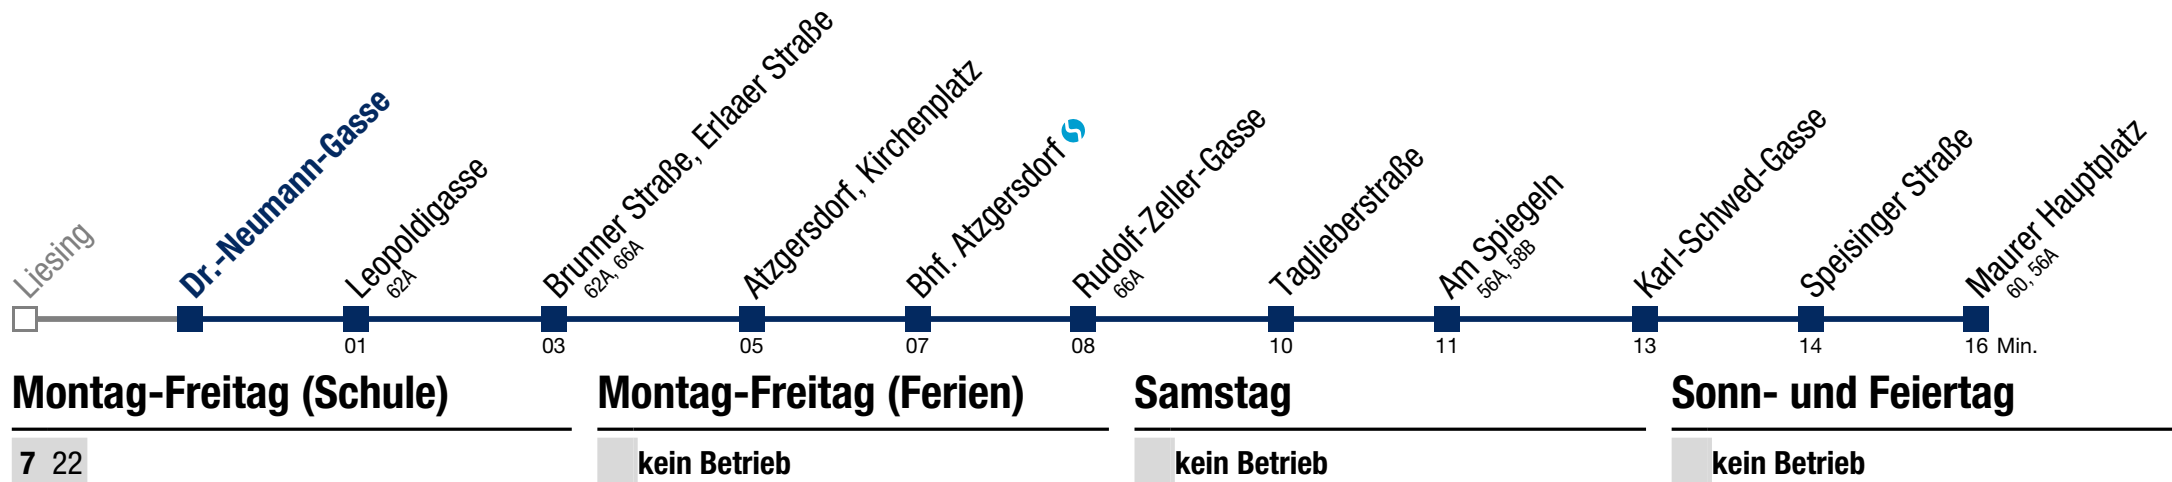 Liesing
Dr.-Neumann-Gasse
Leopoldigasse
62A
Brunner Straße, Erlaaer Straße
62A, 66A
Atzgersdorf, Kirchenplatz
Bhf. Atzgersdorf
Rudolf-Zeller-Gasse
66A
Taglieberstraße
Am Spiegeln
56A, 58B
Karl-Schwed-Gasse
Speisinger Straße
Maurer Hauptplatz
60, 56A
01 03 05 07 08 10 11 13 14 16 Min.
Montag-Freitag (Schule) Montag-Freitag (Ferien) Samstag Sonn- und Feiertag
7 22 kein Betrieb kein Betrieb kein Betrieb